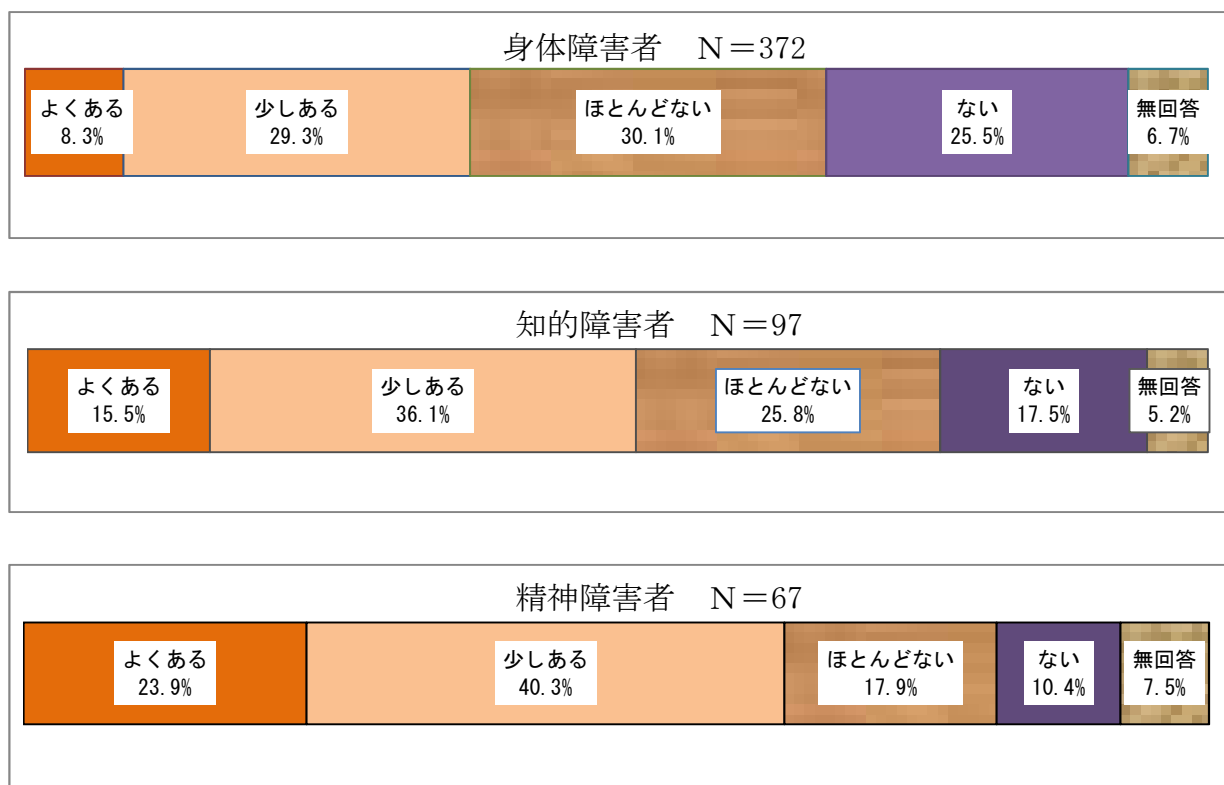 身体障害者　Ｎ＝372
よくある
8.3%
少しある
29.3%
ほとんどない
30.1%
ない
25.5%
無回答
6.7%
知的障害者　Ｎ＝97
よくある
15.5%
少しある
36.1%
ほとんどない
25.8%
ない
17.5%
無回答
5.2%
精神障害者　Ｎ＝67
よくある
23.9%
少しある
40.3%
ほとんどない
17.9%
ない
10.4%
無回答
7.5%